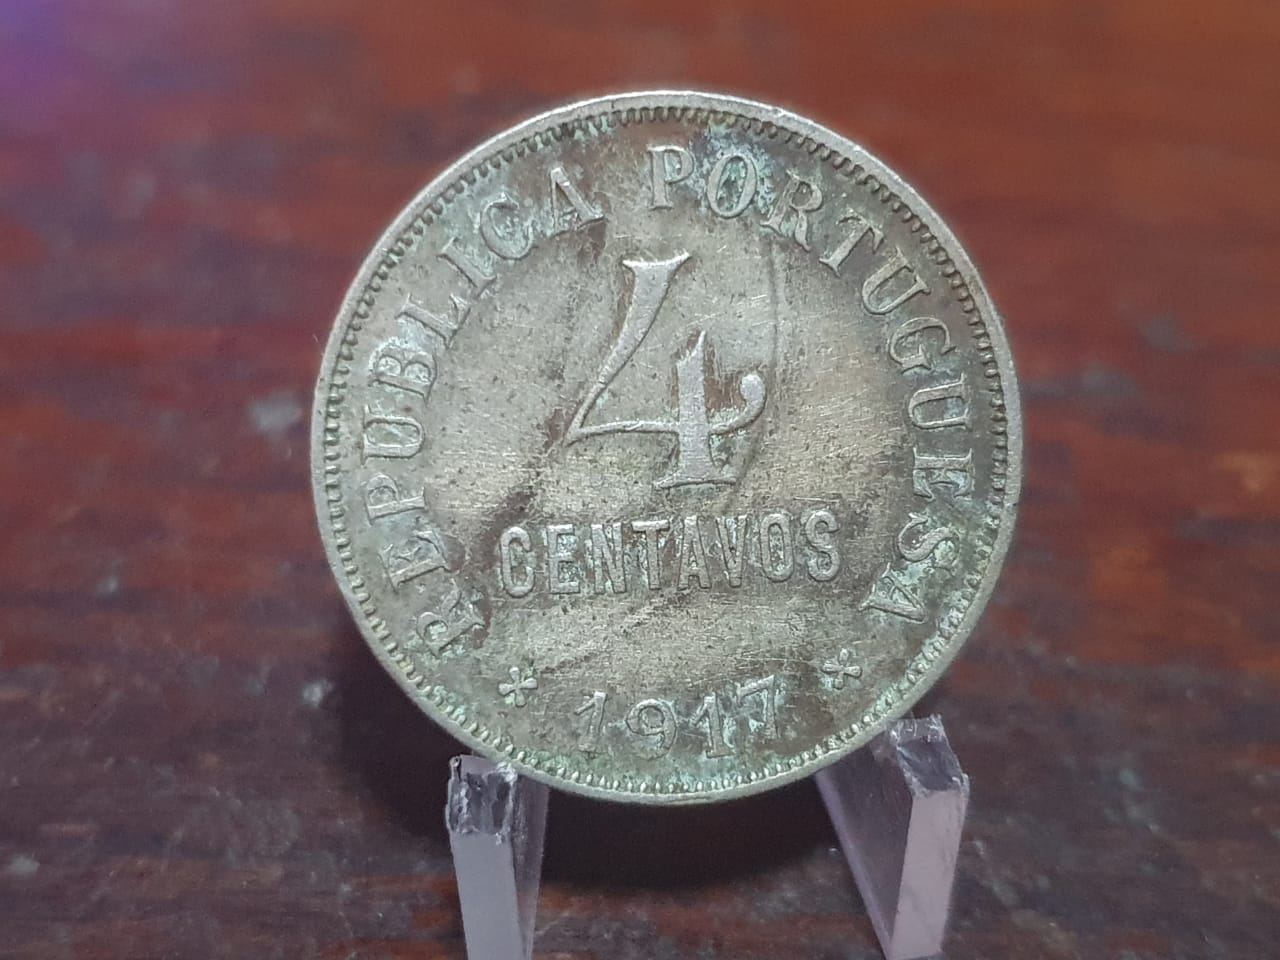 REPUBLICA PORTUGUESA
4
CENTAVOS
* 1917 *